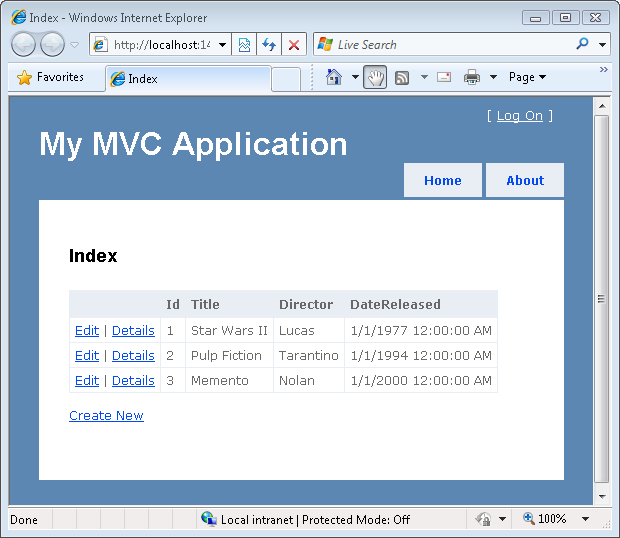 Index - Windows Internet Explorer
http://localhost:14
Live Search
Favorites
Index
Page
[ Log On ]
My MVC Application
Home About
Index
Id Title Director DateReleased
Edit | Details 1 Star Wars II Lucas 1/1/1977 12:00:00 AM
Edit | Details 2 Pulp Fiction Tarantino 1/1/1994 12:00:00 AM
Edit | Details 3 Memento Nolan 1/1/2000 12:00:00 AM
Create New
Done Local intranet | Protected Mode: Off 100%